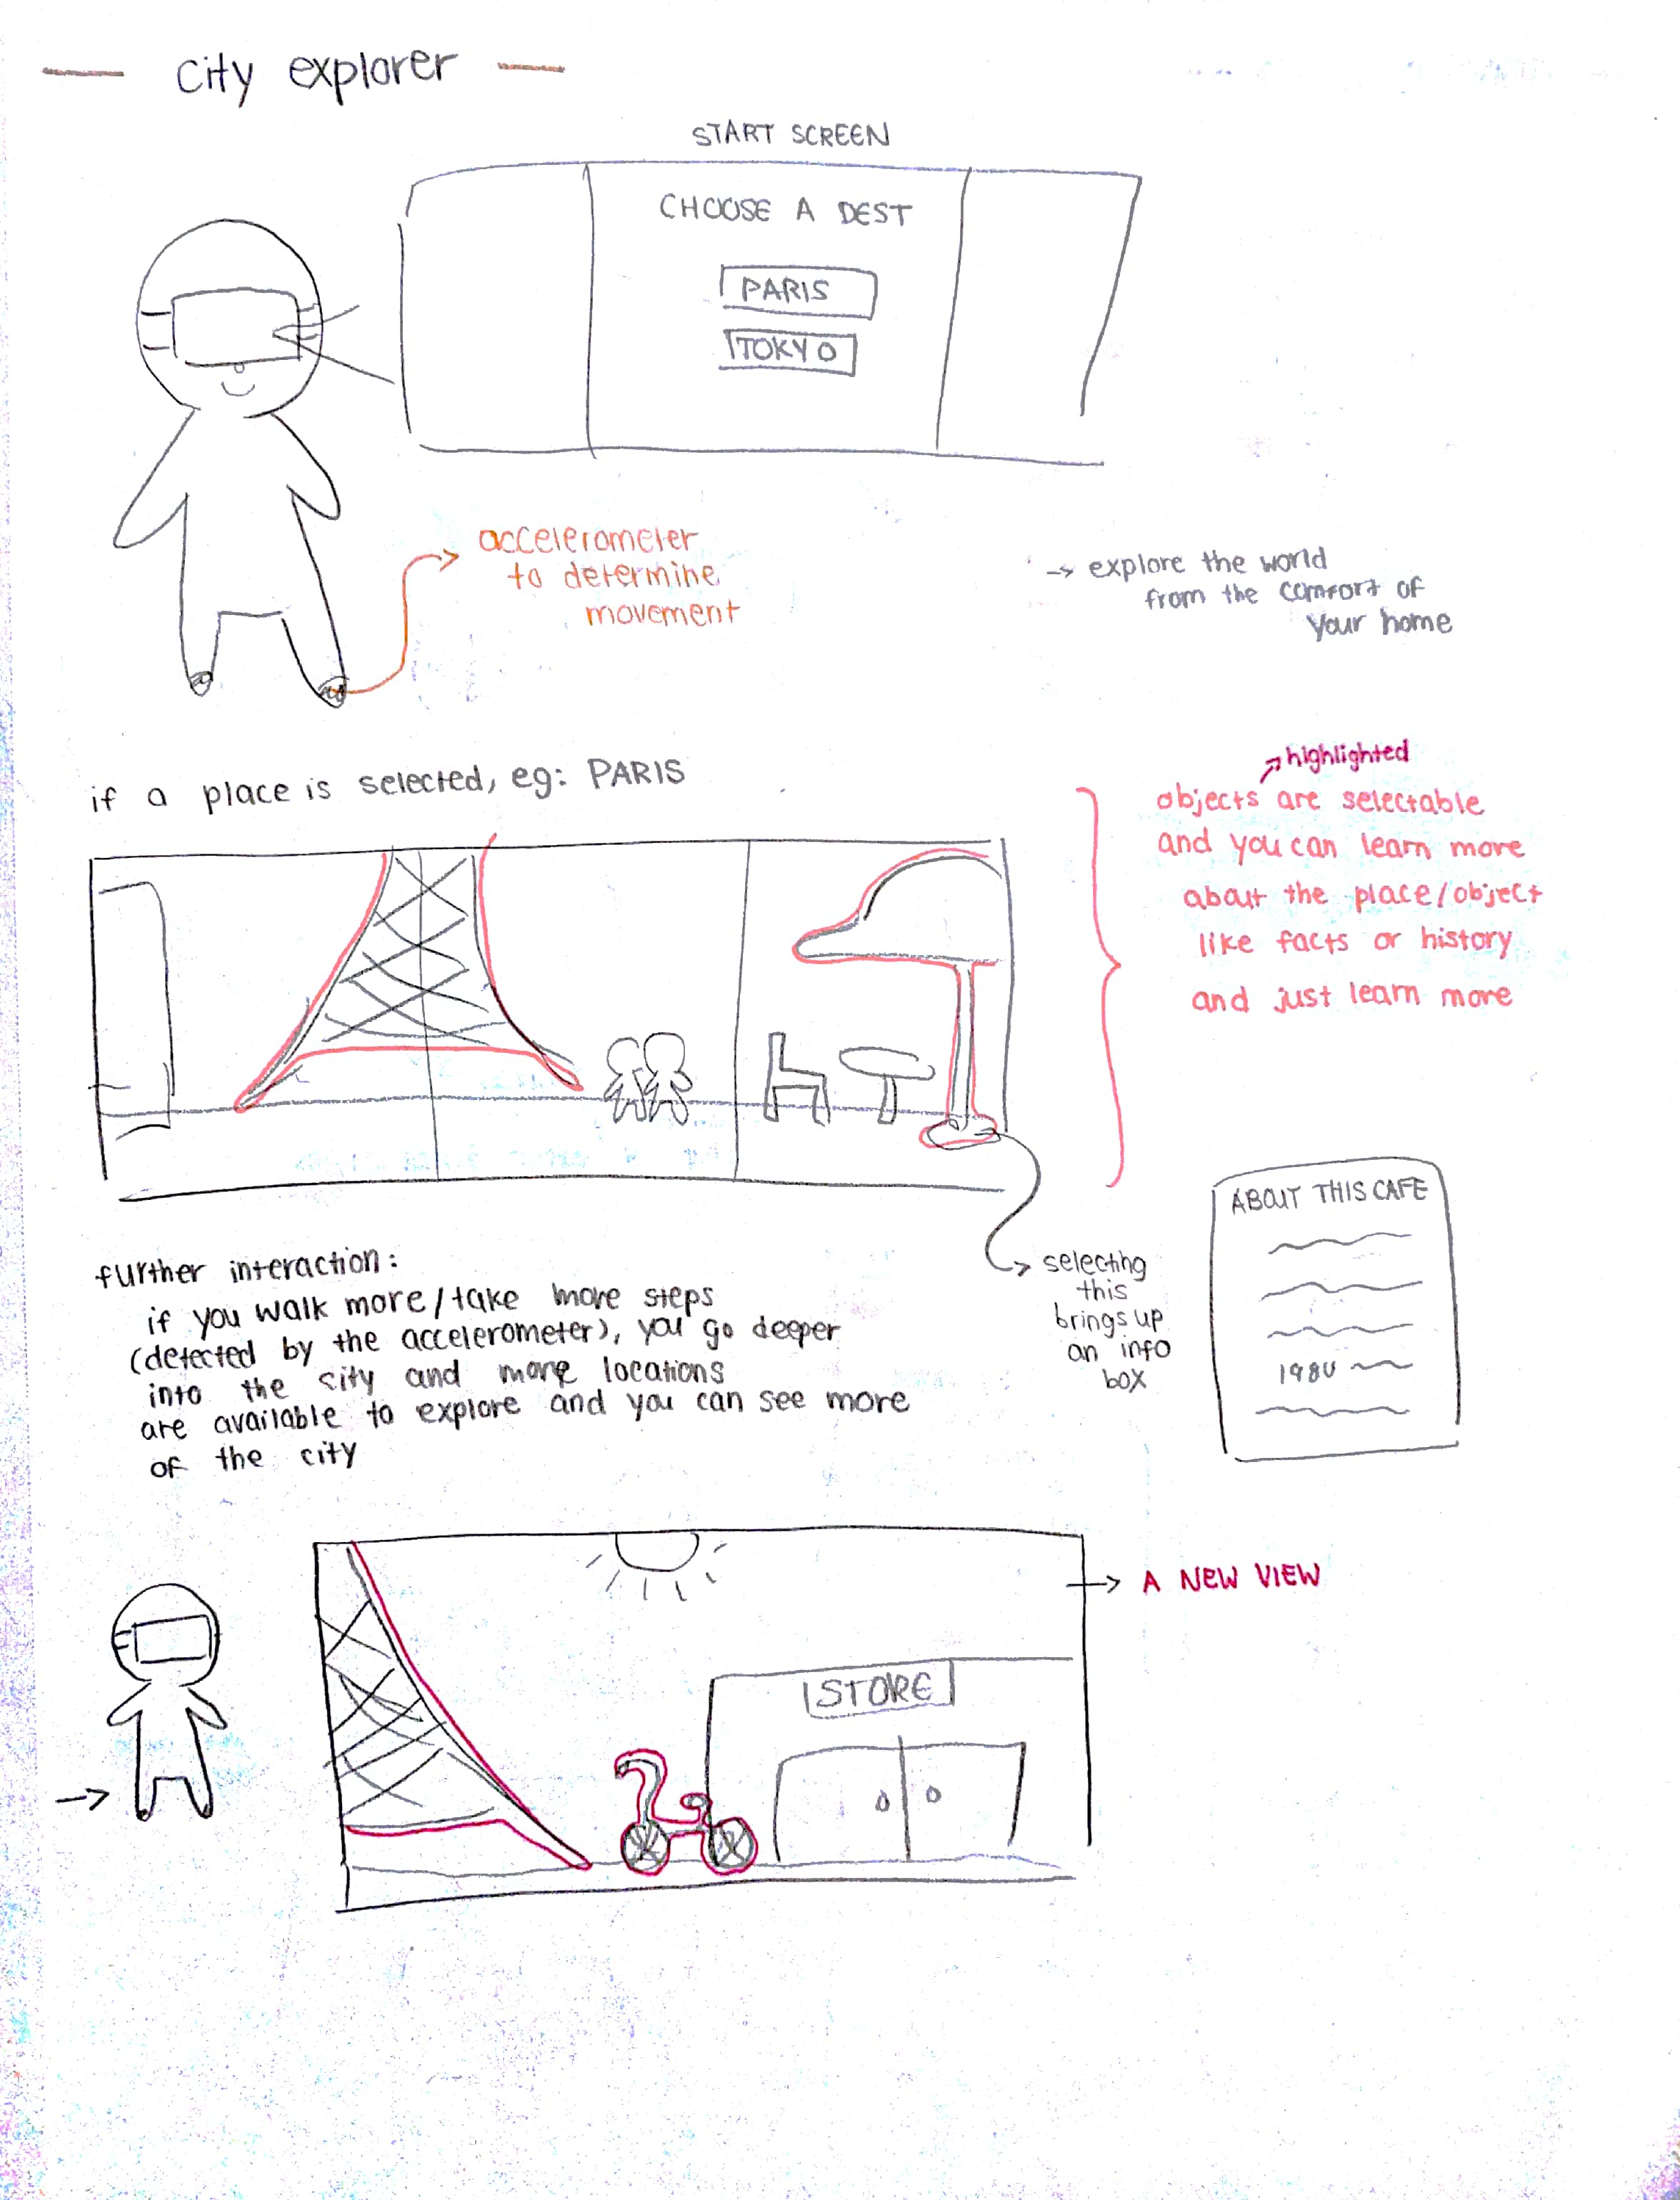 city explorer
START SCREEN
CHOOSE A DEST
PARIS
TOKYO
accelerometer
to determine
movement
→ explore the world
from the comfort of
your home
if a place is selected, eg: PARIS
highlighted
objects are selectable
and you can learn more
about the place/object
like facts or history
and just learn more
further interaction:
if you walk more/take more steps
(detected by the accelerometer), you go deeper
into the city and more locations
are available to explore and you can see more
of the city
selecting
this
brings up
an info
box
ABOUT THIS CAFE
1980
A NEW VIEW
STORE